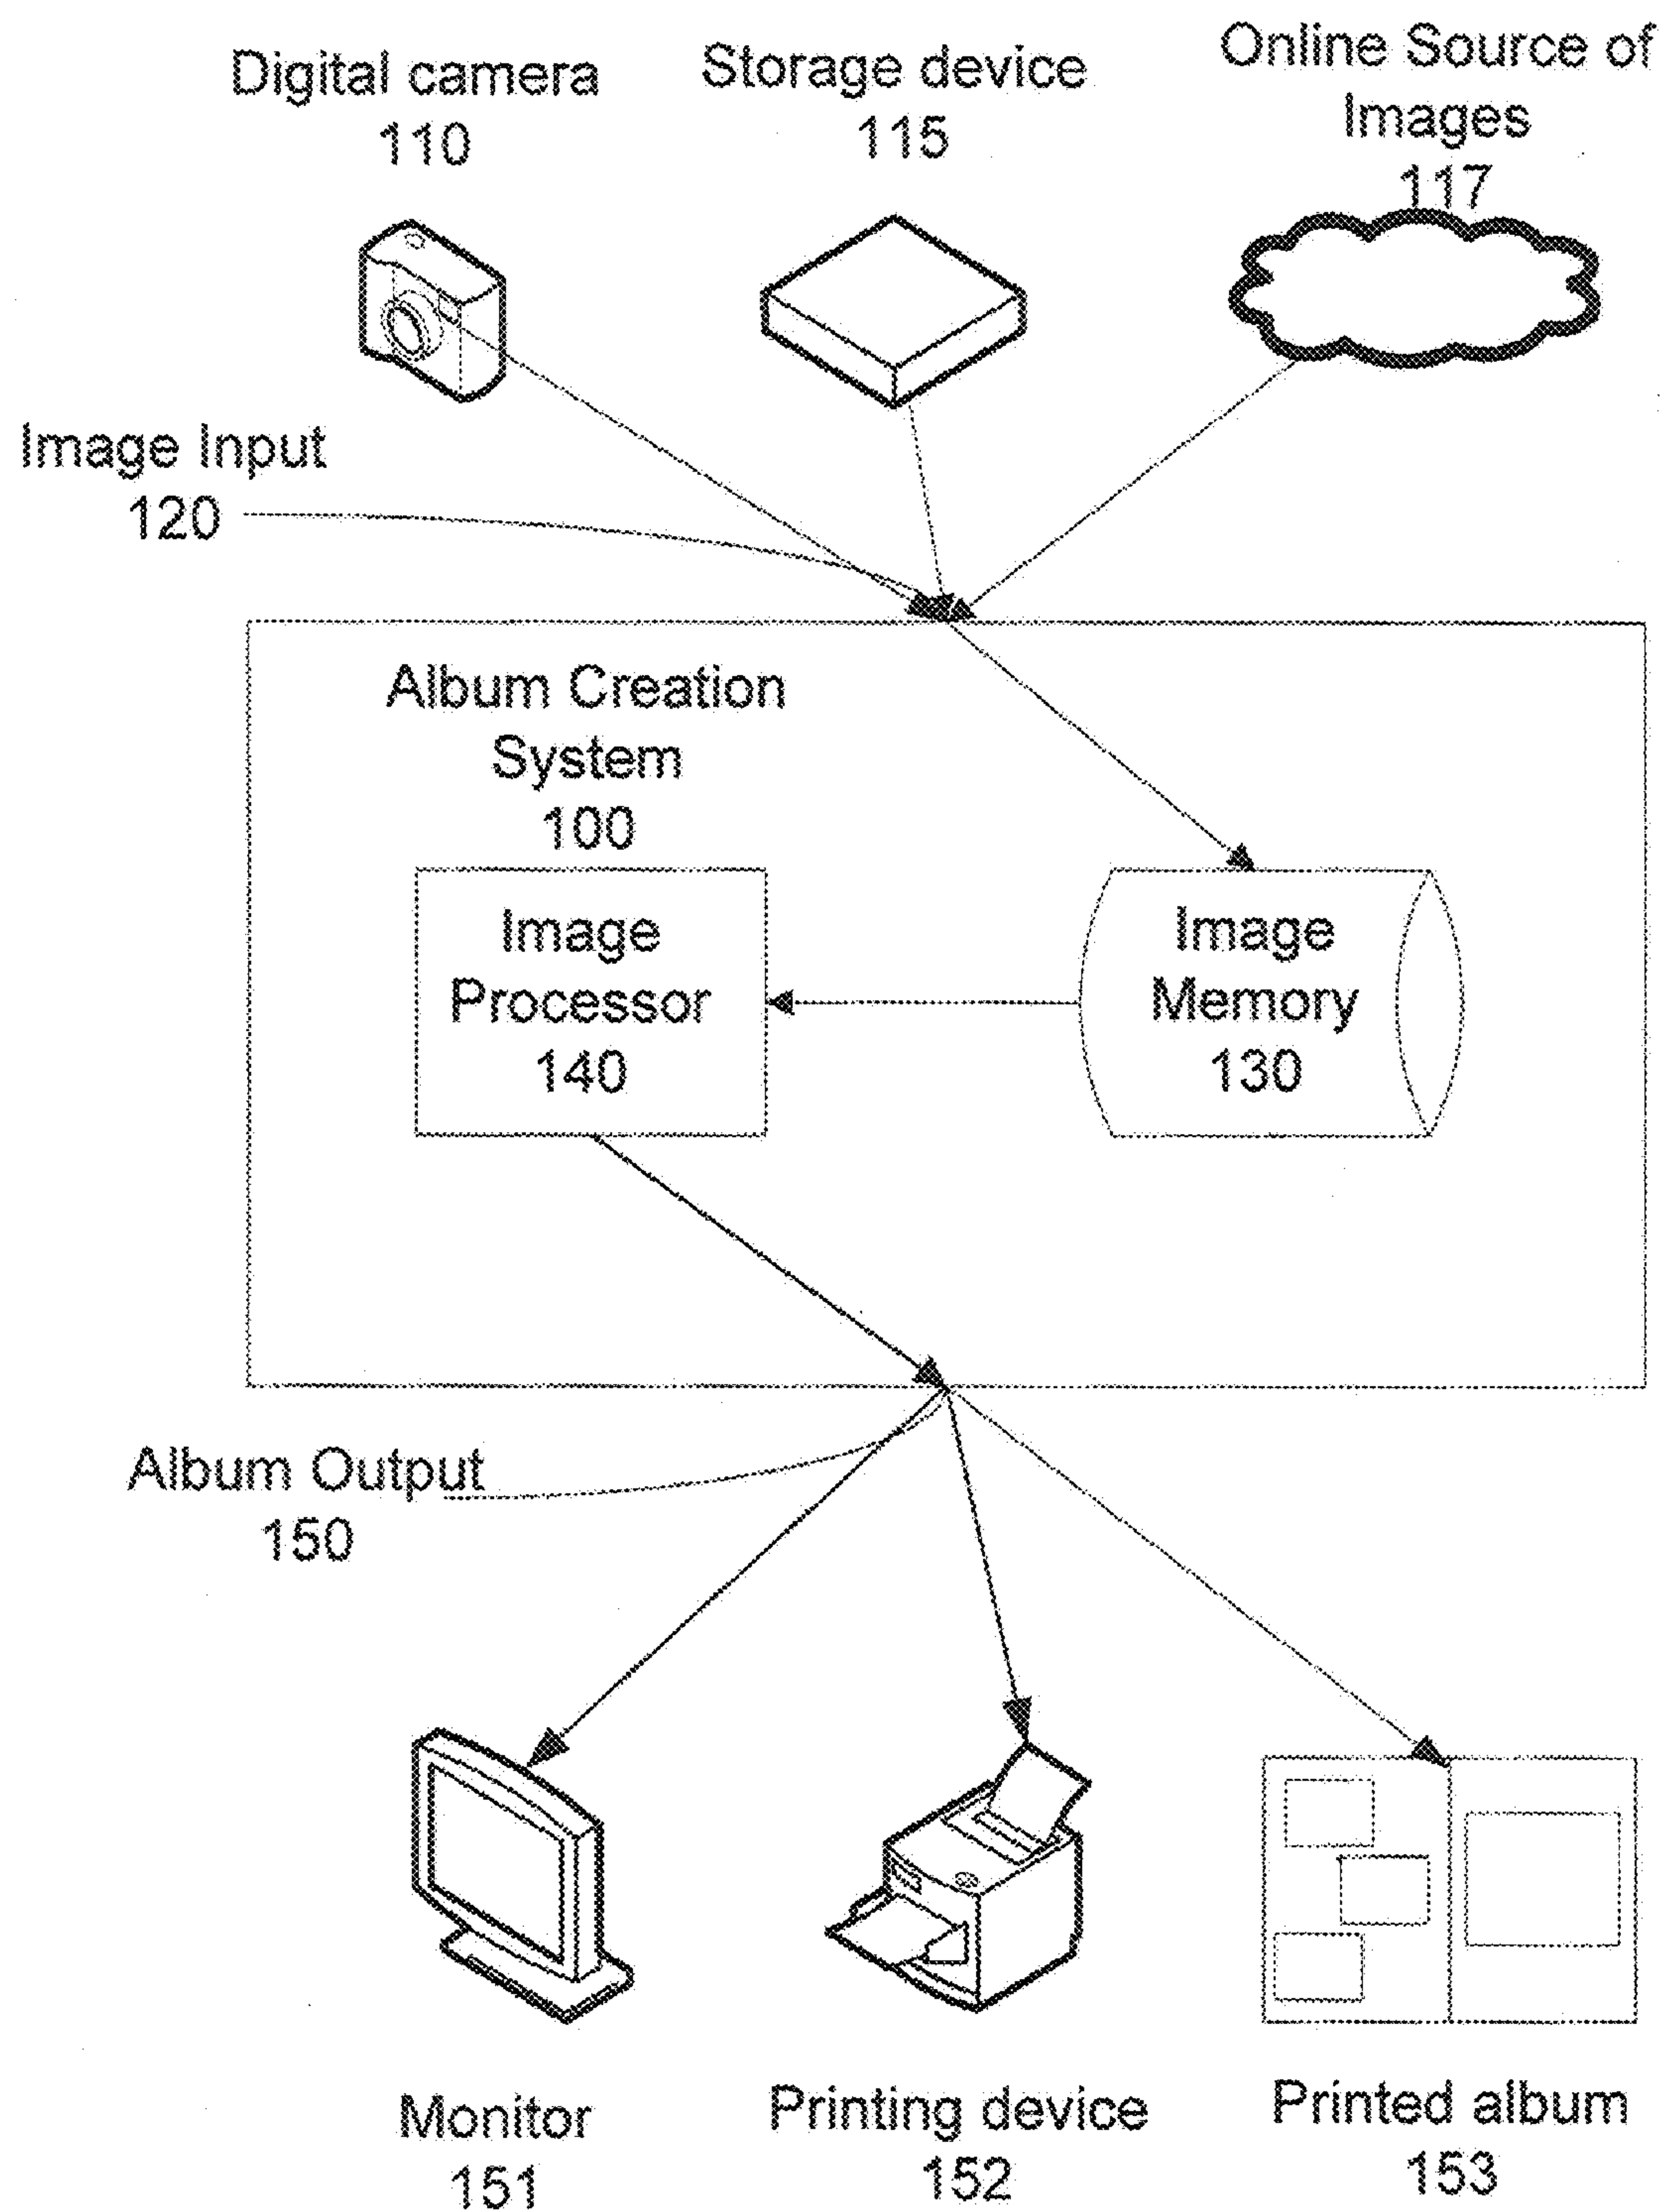 Digital camera
110
Storage device
115
Online Source of
Images
117
Image Input
120
Album Creation
System
100
Image
Processor
140
Image
Memory
130
Album Output
150
Monitor
151
Printing device
152
Printed album
153